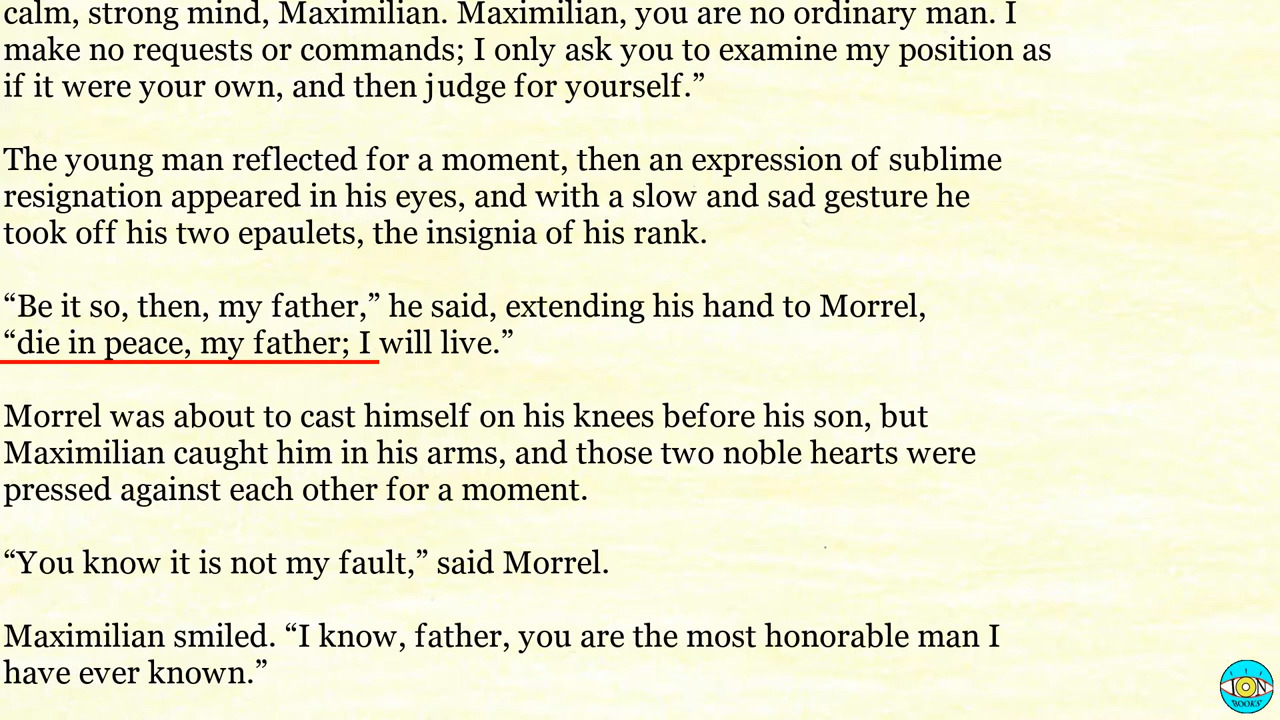 calm, strong mind, Maximilian. Maximilian, you are no ordinary man. I
make no requests or commands; I only ask you to examine my position as
if it were your own, and then judge for yourself.”
The young man reflected for a moment, then an expression of sublime
resignation appeared in his eyes, and with a slow and sad gesture he
took off his two epaulets, the insignia of his rank.
“Be it so, then, my father,” he said, extending his hand to Morrel,
“die in peace, my father; I will live.”
Morrel was about to cast himself on his knees before his son, but
Maximilian caught him in his arms, and those two noble hearts were
pressed against each other for a moment.
“You know it is not my fault,” said Morrel.
Maximilian smiled. “I know, father, you are the most honorable man I
have ever known.”
ION
BOOKS